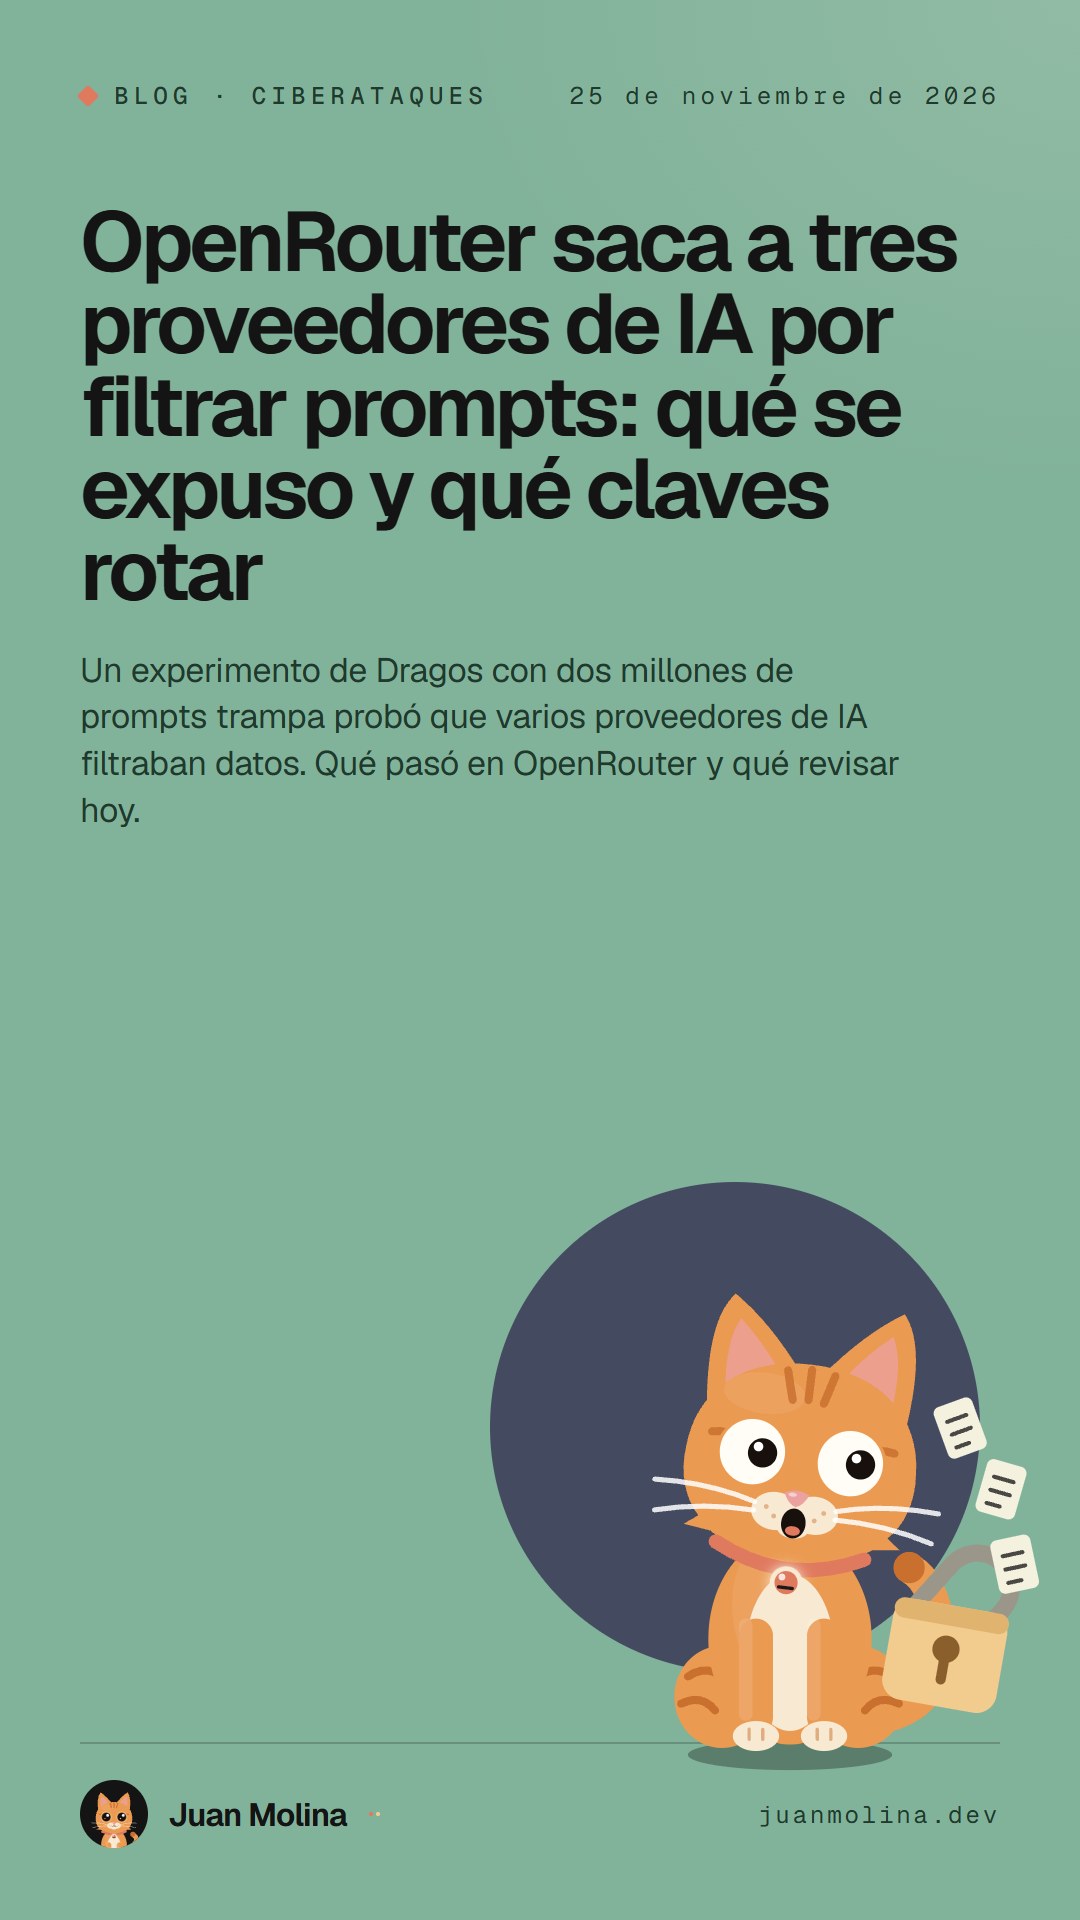 BLOG · CIBERATAQUES
25 de noviembre de 2026
OpenRouter saca a tres
proveedores de IA por
filtrar prompts: qué se
expuso y qué claves
rotar
Un experimento de Dragos con dos millones de
prompts trampa probó que varios proveedores de IA
filtraban datos. Qué pasó en OpenRouter y qué revisar
hoy.
Juan Molina
juanmolina.dev